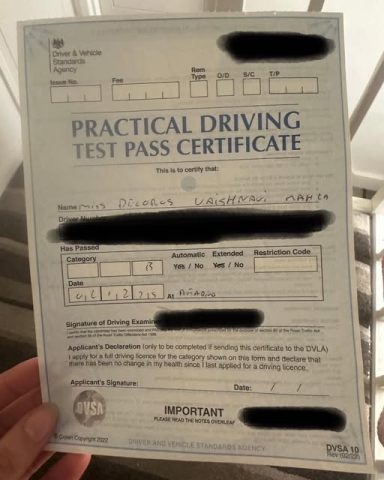 Driver & Vehicle
Standards
Agency
Issue No. Fee Rem Type O/D S/C T/P
PRACTICAL DRIVING
TEST PASS CERTIFICATE
This is to certify that:
Name MISS DELOROS VAISHNAVI
Driver Number
Has Passed
Category Automatic Extended Restriction Code
B Yes / No Yes / No
Date
At
Signature of Driving Examiner
Applicant's Declaration (only to be completed if sending this certificate to the DVLA)
I apply for a full driving licence for the category shown on this form and declare that
there has been no change in my health since I last applied for a driving licence.
Applicant's Signature: Date: / /
DVSA
IMPORTANT
PLEASE READ THE NOTES OVERLEAF
© Crown Copyright 2022
DRIVER AND VEHICLE STANDARDS AGENCY
DVSA 10